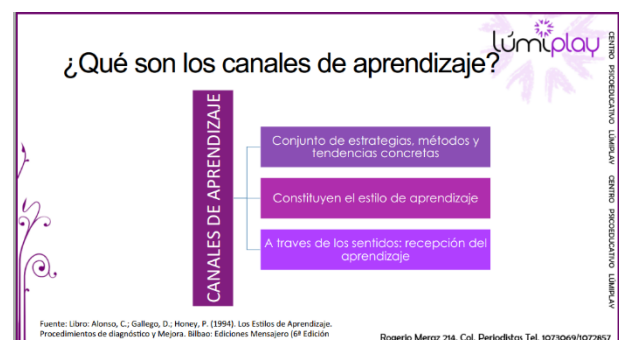 lúmiplay
¿Qué son los canales de aprendizaje?
CANALES DE APRENDIZAJE
Conjunto de estrategias, métodos y
tendencias concretas
Constituyen el estilo de aprendizaje
A traves de los sentidos: recepción del
aprendizaje
CENTRO PSICOEDUCATIVO LÚMIPLAY CENTRO PSICOEDUCATIVO LÚMIPLAY
Fuente: Libro: Alonso, C.; Gallego, D.; Honey, P. (1994). Los Estilos de Aprendizaje.
Procedimientos de diagnóstico y Mejora. Bilbao: Ediciones Mensajero (6ª Edición
Rogerio Meraz 214, Col. Periodistas Tel. 1073069/1072857